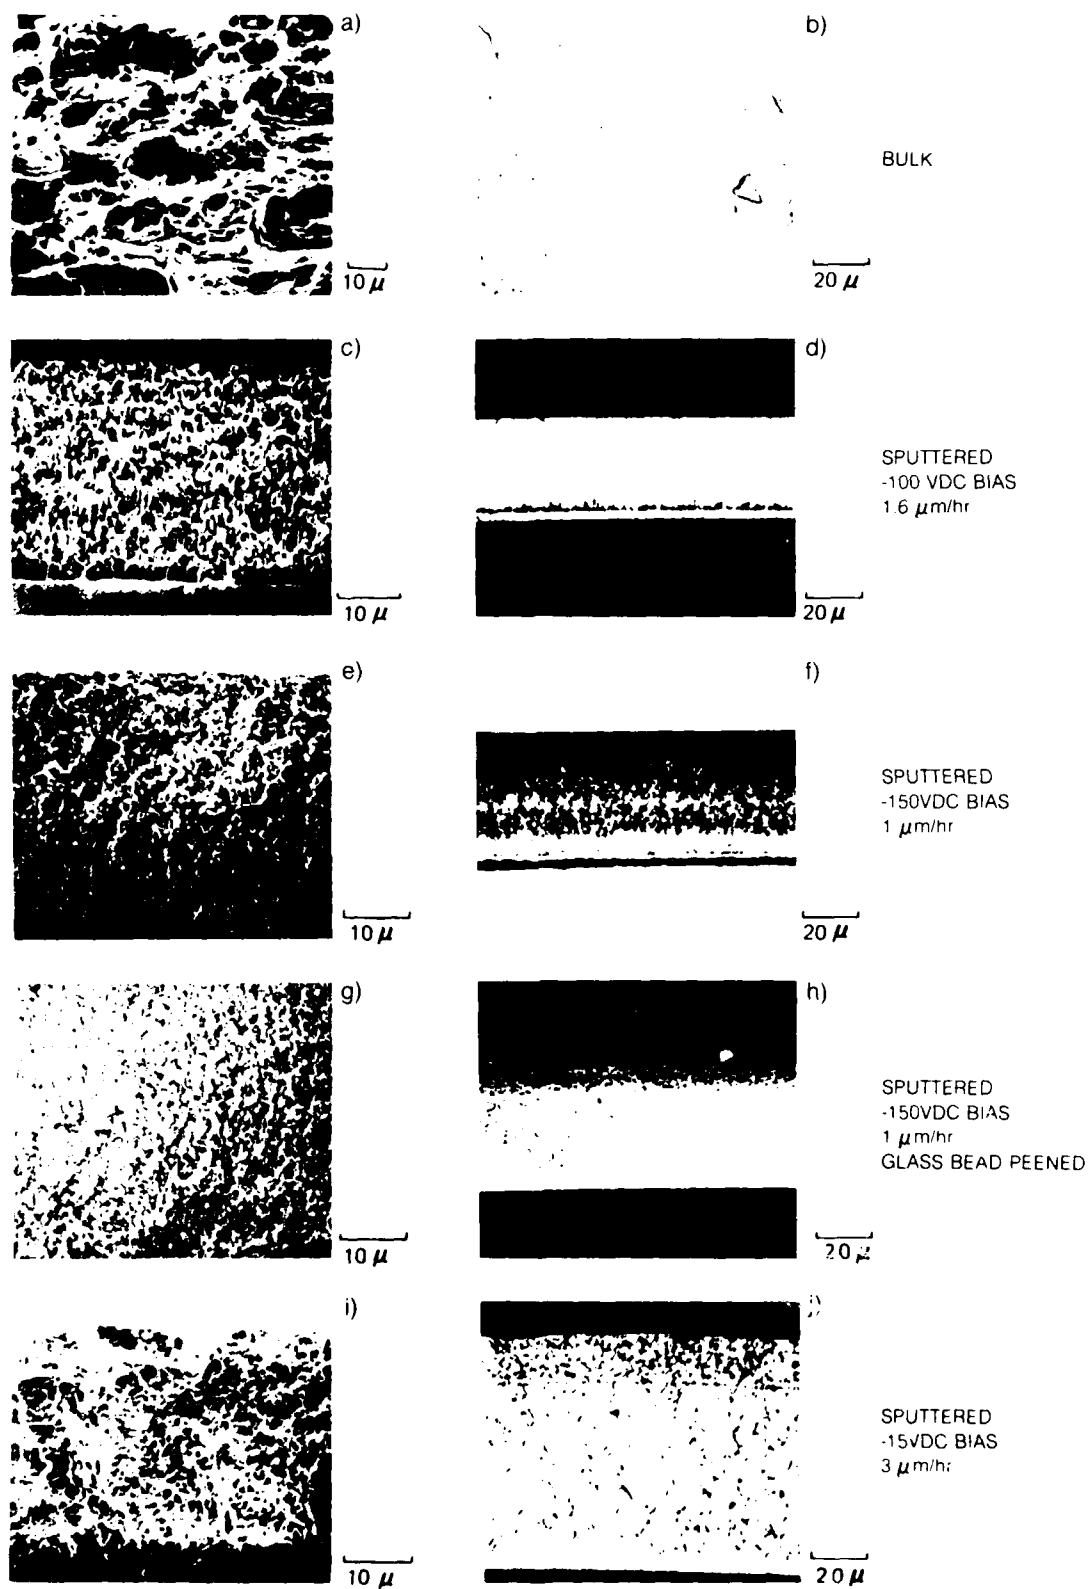 a)
b)
10 μ
20 μ
BULK
c)
d)
10 μ
20 μ
SPUTTERED
-100 VDC BIAS
1.6 μm/hr
e)
f)
10 μ
20 μ
SPUTTERED
-150VDC BIAS
1 μm/hr
g)
h)
10 μ
20 μ
SPUTTERED
-150VDC BIAS
1 μm/hr
GLASS BEAD PEENED
i)
j)
10 μ
20 μ
SPUTTERED
-15VDC BIAS
3 μm/hr